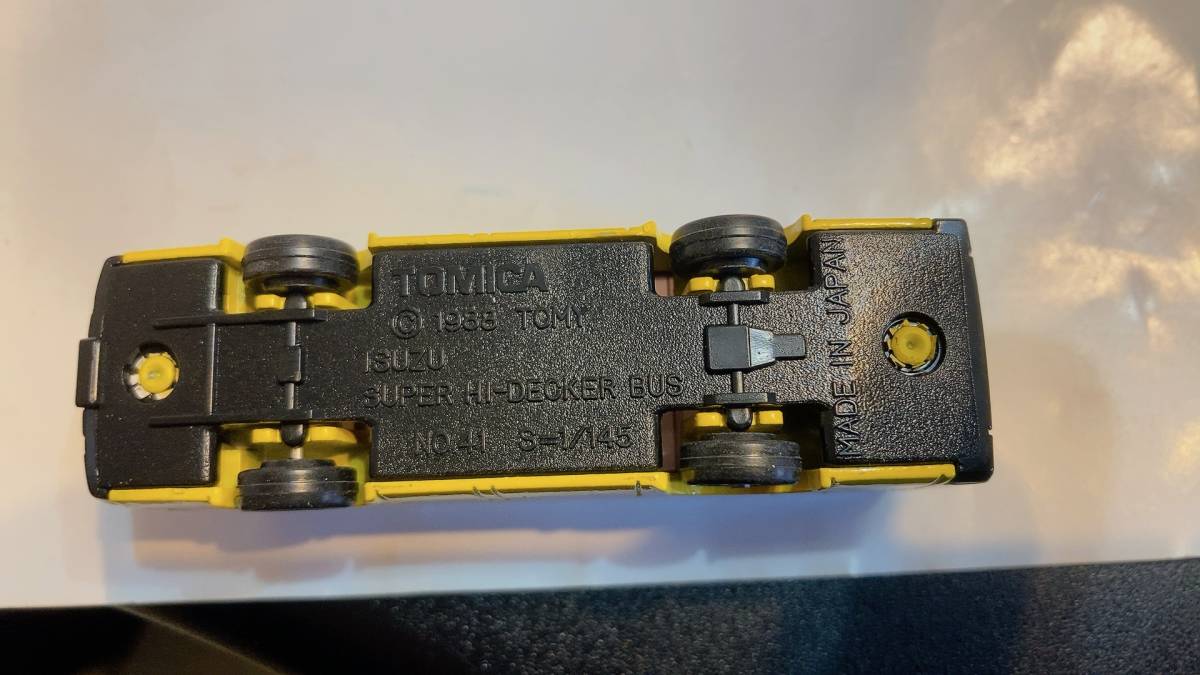 TOMICA
© 1988 TOMY
ISUZU
SUPER HI-DECKER BUS
NO.41 S=1/145
MADE IN JAPAN